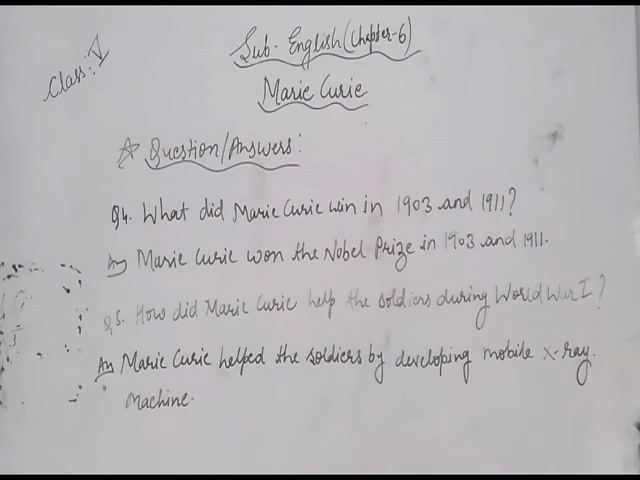 Class: V
Sub- English (Chapter-6)
Marie Curie
☆ Question/Answers:
Q4. What did Marie Curie win in 1903 and 1911?
Ans Marie Curie won the Nobel Prize in 1903 and 1911.
Q5. How did Marie Curie help the soldiers during World War I?
Ans Marie Curie helped the soldiers by developing mobile X-ray.
Machine.